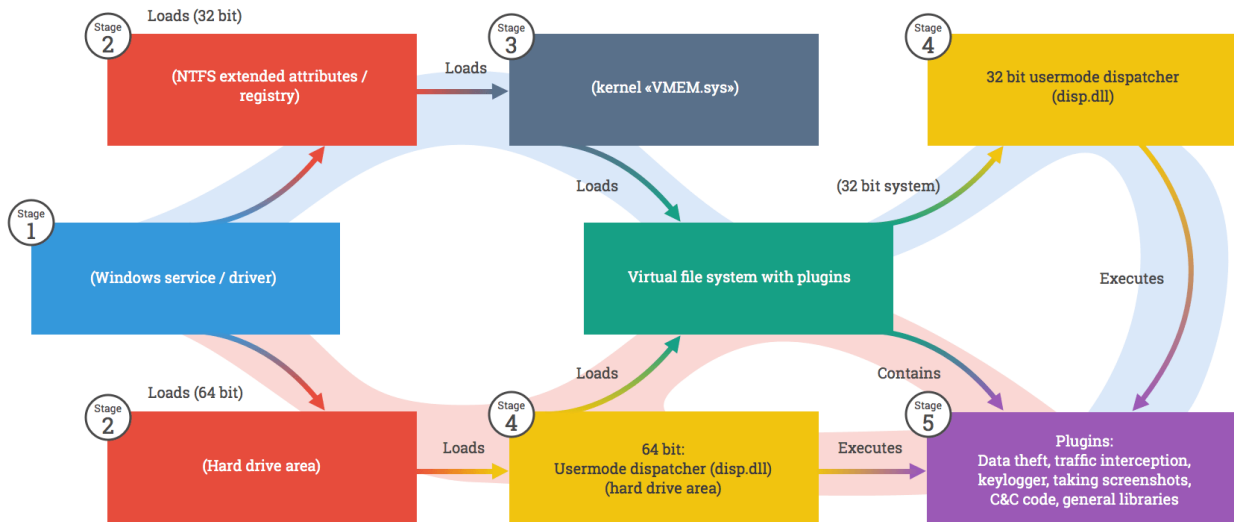 Stage
2
Loads (32 bit)
(NTFS extended attributes /
registry)
Loads
Stage
3
(kernel «VMEM.sys»)
Stage
4
32 bit usermode dispatcher
(disp.dll)
Loads
(32 bit system)
Stage
1
(Windows service / driver)
Virtual file system with plugins
Executes
Loads (64 bit)
Loads
Contains
Stage
2
(Hard drive area)
Loads
Stage
4
64 bit:
Usermode dispatcher (disp.dll)
(hard drive area)
Executes
Stage
5
Plugins:
Data theft, traffic interception,
keylogger, taking screenshots,
C&C code, general libraries